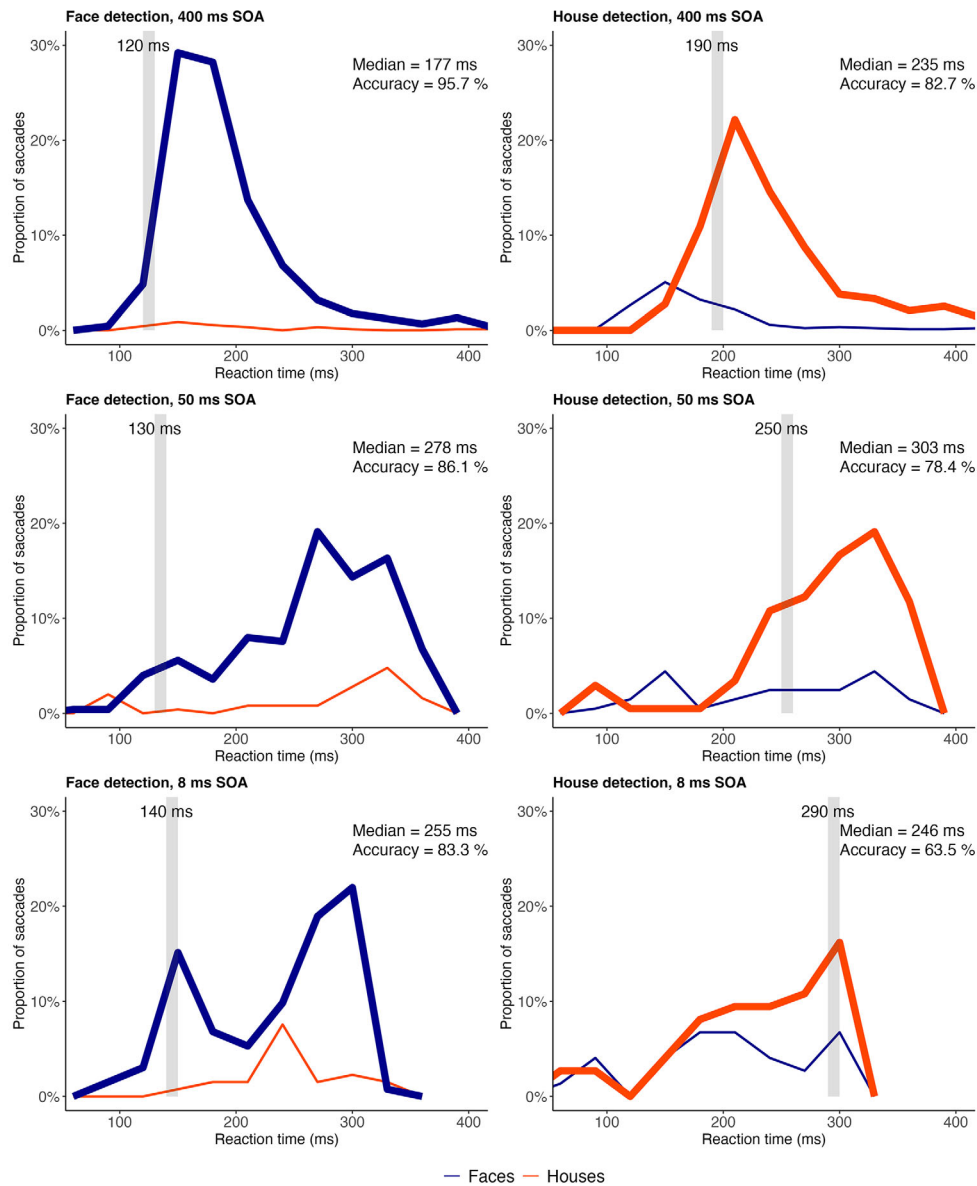 Face detection, 400 ms SOA
30%
20%
10%
0%
Proportion of saccades
120 ms
Median = 177 ms
Accuracy = 95.7 %
100 200 300 400
Reaction time (ms)
House detection, 400 ms SOA
30%
20%
10%
0%
Proportion of saccades
190 ms
Median = 235 ms
Accuracy = 82.7 %
100 200 300 400
Reaction time (ms)
Face detection, 50 ms SOA
30%
20%
10%
0%
Proportion of saccades
130 ms
Median = 278 ms
Accuracy = 86.1 %
100 200 300 400
Reaction time (ms)
House detection, 50 ms SOA
30%
20%
10%
0%
Proportion of saccades
250 ms
Median = 303 ms
Accuracy = 78.4 %
100 200 300 400
Reaction time (ms)
Face detection, 8 ms SOA
30%
20%
10%
0%
Proportion of saccades
140 ms
Median = 255 ms
Accuracy = 83.3 %
100 200 300 400
Reaction time (ms)
House detection, 8 ms SOA
30%
20%
10%
0%
Proportion of saccades
290 ms
Median = 246 ms
Accuracy = 63.5 %
100 200 300 400
Reaction time (ms)
Faces Houses